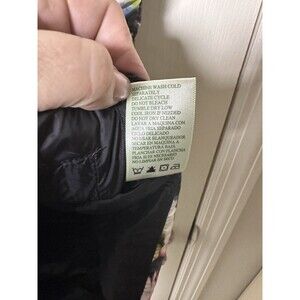 MACHINE WASH COLD
SEPARATELY
DELICATE CYCLE
DO NOT BLEACH
TUMBLE DRY LOW
COOL IRON IF NEEDED
DO NOT DRY CLEAN
LAVAR A MAQUINA CON
AGUA FRIA SEPARADO
CICLO DELICADO
NO USAR BLANQUEADOR
SECAR EN MAQUINA A
TEMPERATURA BAJA
PLANCHAR CON PLANCHA
FRIA SI ES NECESARIO
NO LIMPIAR EN SECO